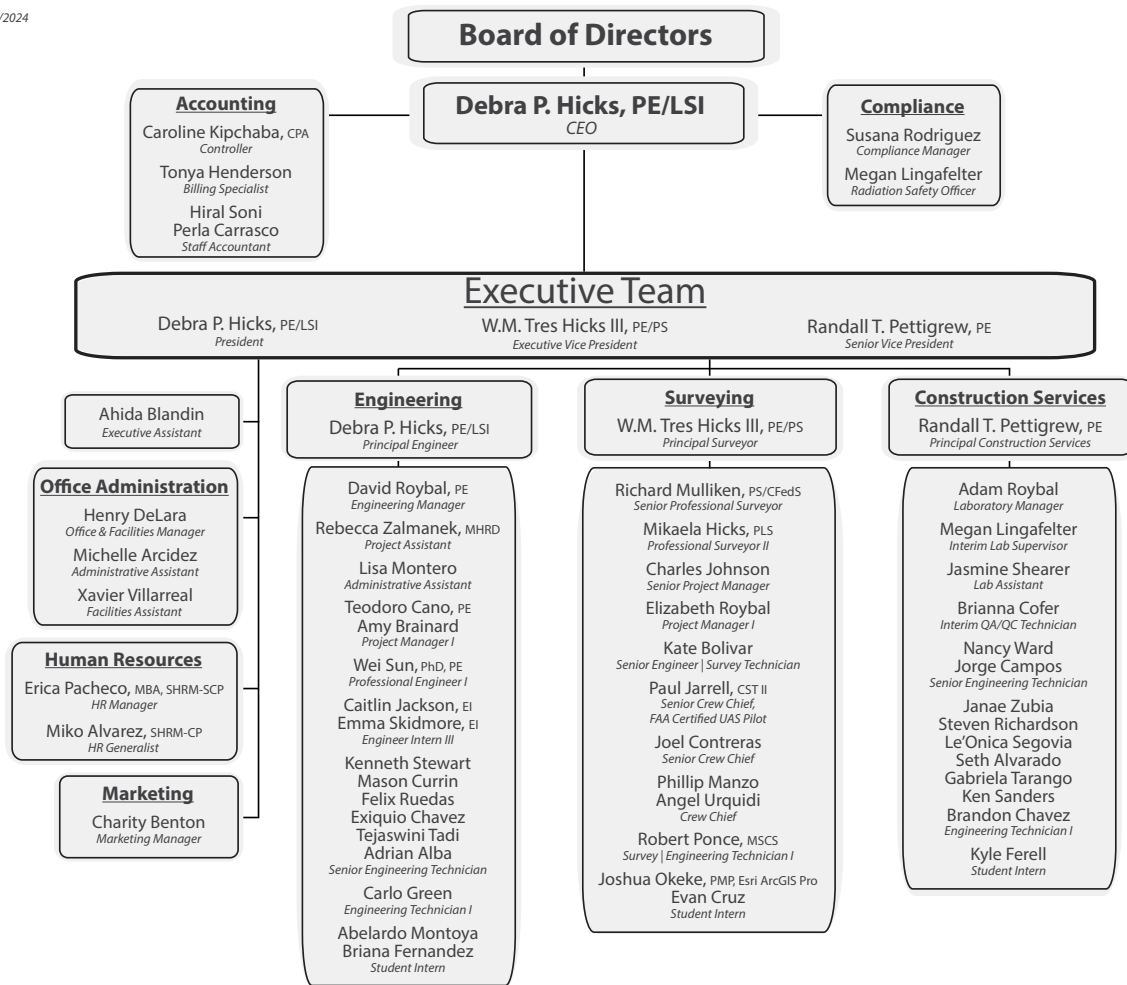 /2024
Board of Directors
Debra P. Hicks, PE/LSI
CEO
Accounting
Caroline Kipchaba, CPA
Controller
Tonya Henderson
Billing Specialist
Hiral Soni
Perla Carrasco
Staff Accountant
Compliance
Susana Rodriguez
Compliance Manager
Megan Lingafelter
Radiation Safety Officer
Executive Team
Debra P. Hicks, PE/LSI
President
W.M. Tres Hicks III, PE/PS
Executive Vice President
Randall T. Pettigrew, PE
Senior Vice President
Ahida Blandin
Executive Assistant
Office Administration
Henry DeLara
Office & Facilities Manager
Michelle Arcidez
Administrative Assistant
Xavier Villarreal
Facilities Assistant
Human Resources
Erica Pacheco, MBA, SHRM-SCP
HR Manager
Miko Alvarez, SHRM-CP
HR Generalist
Marketing
Charity Benton
Marketing Manager
Engineering
Debra P. Hicks, PE/LSI
Principal Engineer
David Roybal, PE
Engineering Manager
Rebecca Zalmanek, MHRD
Project Assistant
Lisa Montero
Administrative Assistant
Teodoro Cano, PE
Amy Brainard
Project Manager I
Wei Sun, PhD, PE
Professional Engineer I
Caitlin Jackson, EI
Emma Skidmore, EI
Engineer Intern III
Kenneth Stewart
Mason Currin
Felix Ruedas
Exiquio Chavez
Tejaswini Tadi
Adrian Alba
Senior Engineering Technician
Carlo Green
Engineering Technician I
Abelardo Montoya
Briana Fernandez
Student Intern
Surveying
W.M. Tres Hicks III, PE/PS
Principal Surveyor
Richard Mulliken, PS/CFedS
Senior Professional Surveyor
Mikaela Hicks, PLS
Professional Surveyor II
Charles Johnson
Senior Project Manager
Elizabeth Roybal
Project Manager I
Kate Bolivar
Senior Engineer | Survey Technician
Paul Jarrell, CST II
Senior Crew Chief,
FAA Certified UAS Pilot
Joel Contreras
Senior Crew Chief
Phillip Manzo
Angel Urquidi
Crew Chief
Robert Ponce, MSCS
Survey | Engineering Technician I
Joshua Okeke, PMP, Esri ArcGIS Pro
Evan Cruz
Student Intern
Construction Services
Randall T. Pettigrew, PE
Principal Construction Services
Adam Roybal
Laboratory Manager
Megan Lingafelter
Interim Lab Supervisor
Jasmine Shearer
Lab Assistant
Brianna Cofer
Interim QA/QC Technician
Nancy Ward
Jorge Campos
Senior Engineering Technician
Janae Zubia
Steven Richardson
Le'Onica Segovia
Seth Alvarado
Gabriela Tarango
Ken Sanders
Brandon Chavez
Engineering Technician I
Kyle Ferell
Student Intern